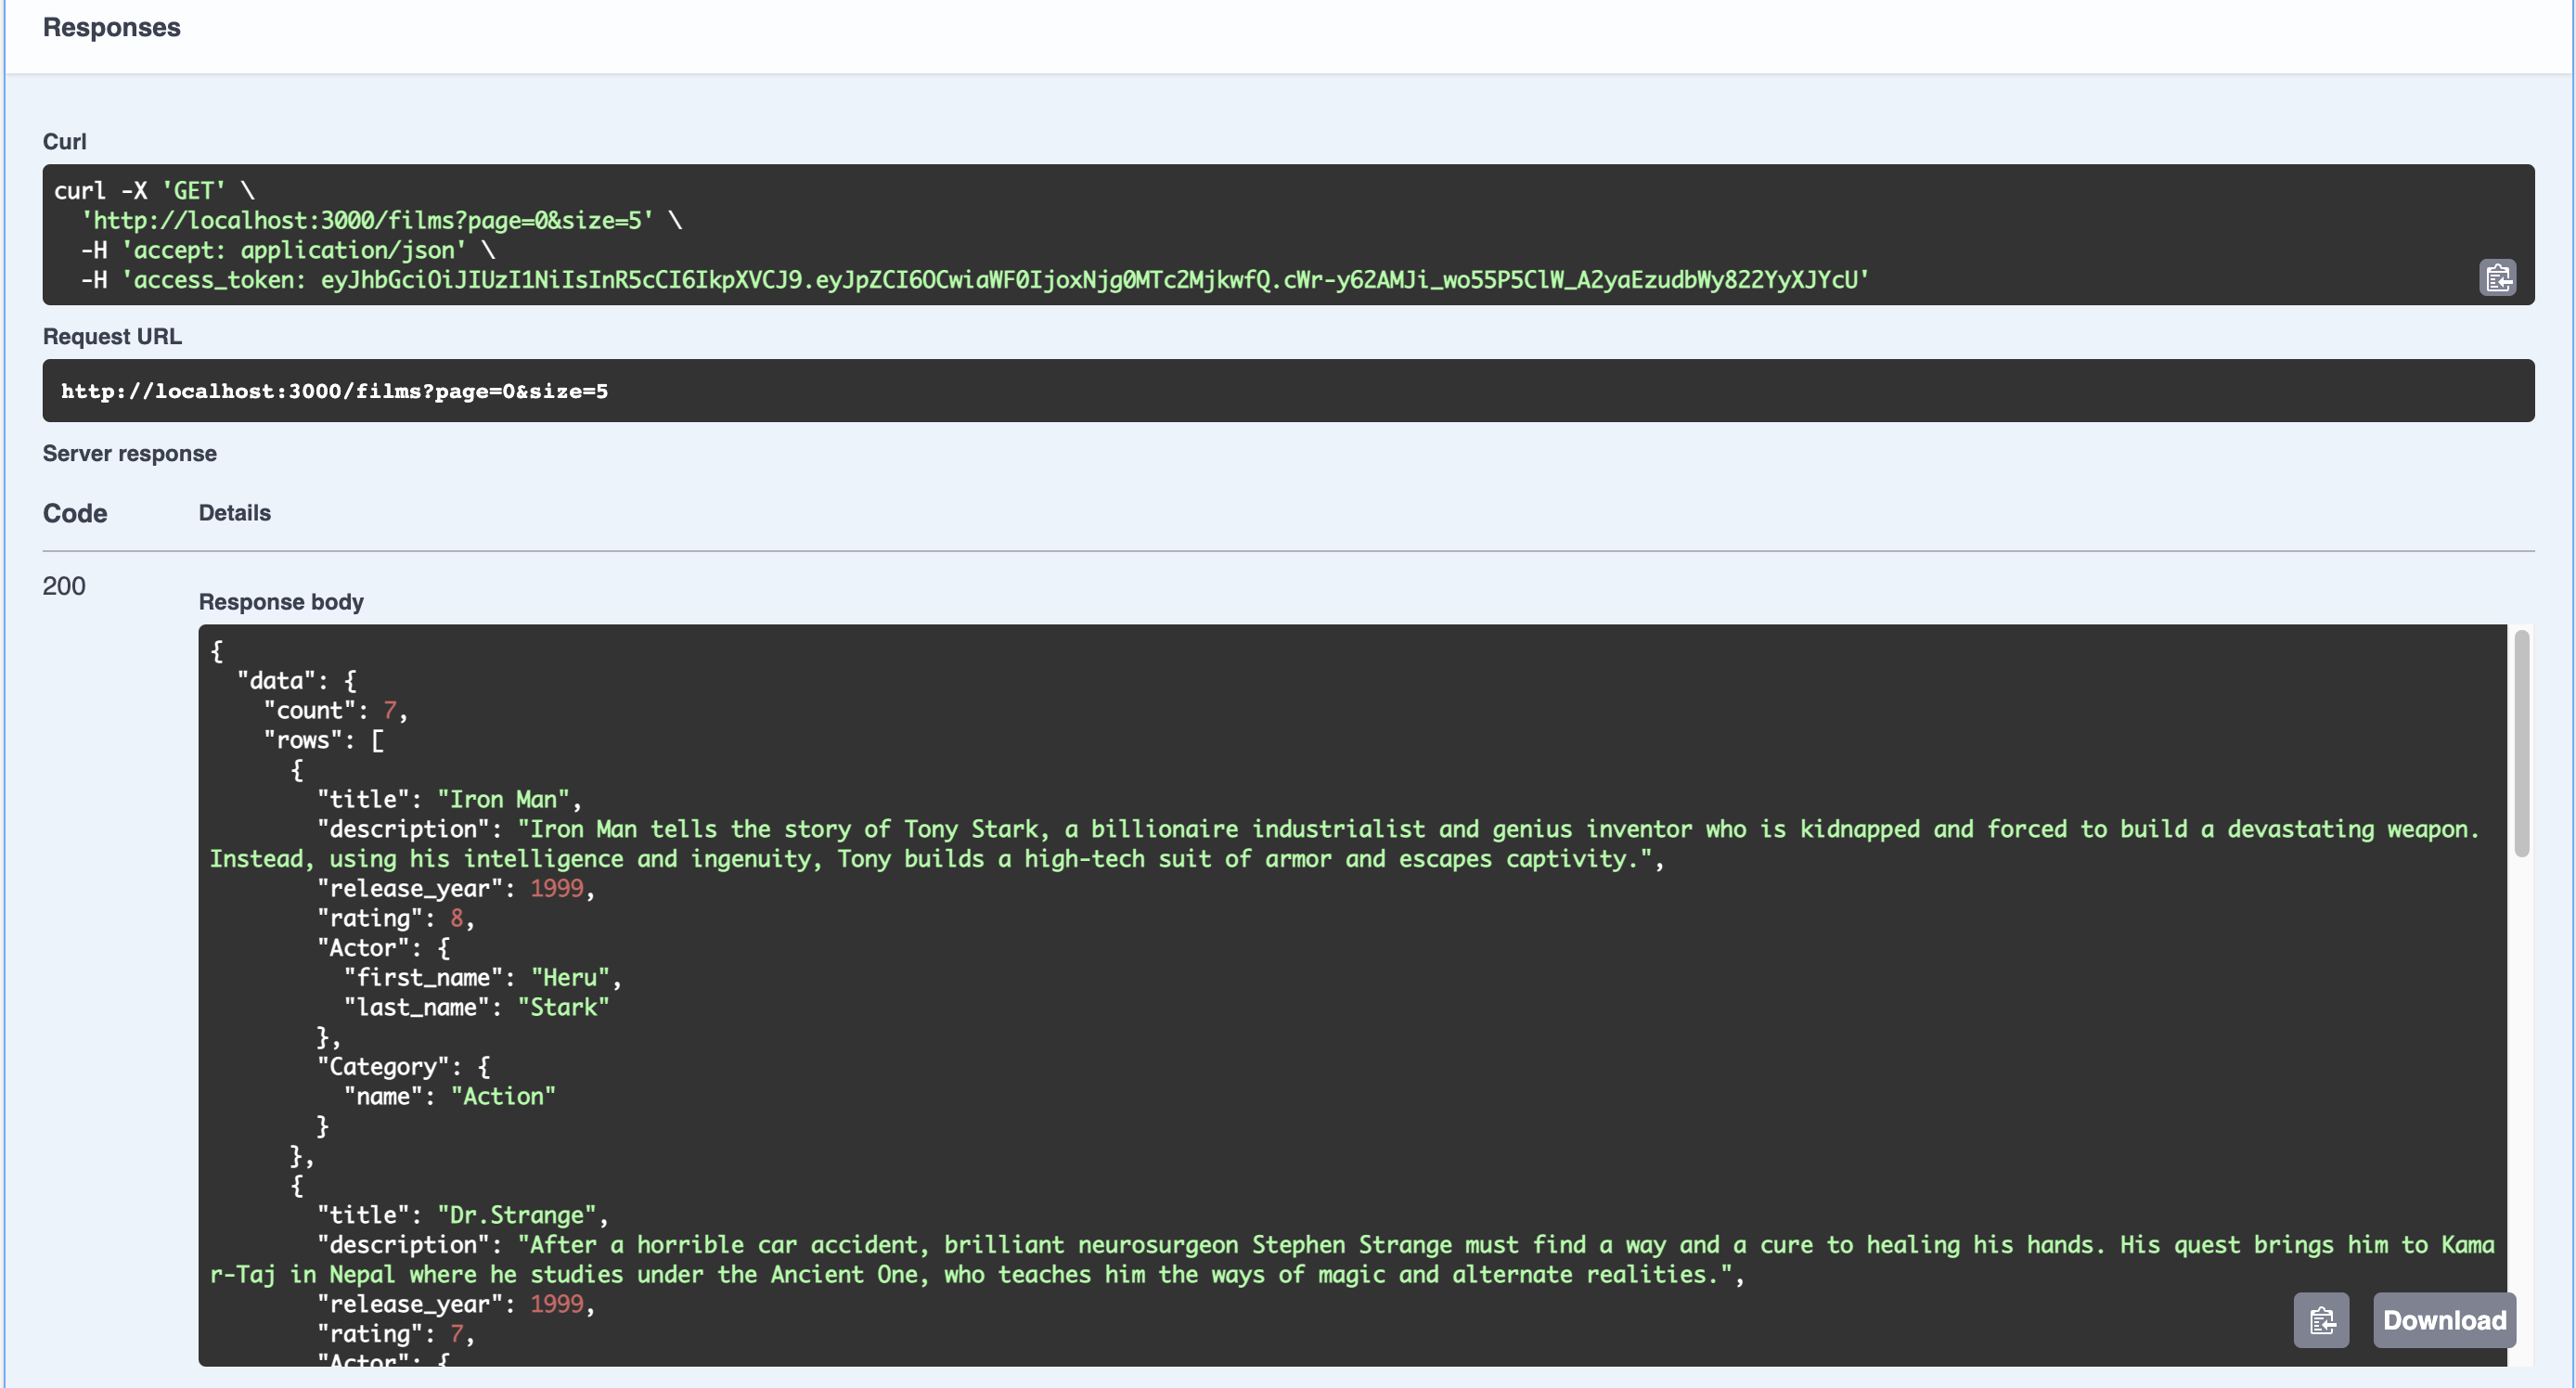 Responses
Curl
curl -X 'GET' \
'http://localhost:3000/films?page=0&size=5' \
-H 'accept: application/json' \
-H 'access_token: eyJhbGciOiJIUzI1NiIsInR5cCI6IkpXVCJ9.eyJpZCI6OCwiaWF0IjoxNjg0MTc2MjkwfQ.cWr-y62AMJi_wo55P5ClW_A2yaEzudbWy822YyXJYcU'
Request URL
http://localhost:3000/films?page=0&size=5
Server response
Code Details
200
Response body
{
"data": {
"count": 7,
"rows": [
{
"title": "Iron Man",
"description": "Iron Man tells the story of Tony Stark, a billionaire industrialist and genius inventor who is kidnapped and forced to build a devastating weapon.
Instead, using his intelligence and ingenuity, Tony builds a high-tech suit of armor and escapes captivity.",
"release_year": 1999,
"rating": 8,
"Actor": {
"first_name": "Heru",
"last_name": "Stark"
},
"Category": {
"name": "Action"
}
},
{
"title": "Dr.Strange",
"description": "After a horrible car accident, brilliant neurosurgeon Stephen Strange must find a way and a cure to healing his hands. His quest brings him to Kama
r-Taj in Nepal where he studies under the Ancient One, who teaches him the ways of magic and alternate realities.",
"release_year": 1999,
"rating": 7,
"Actor": {
Download